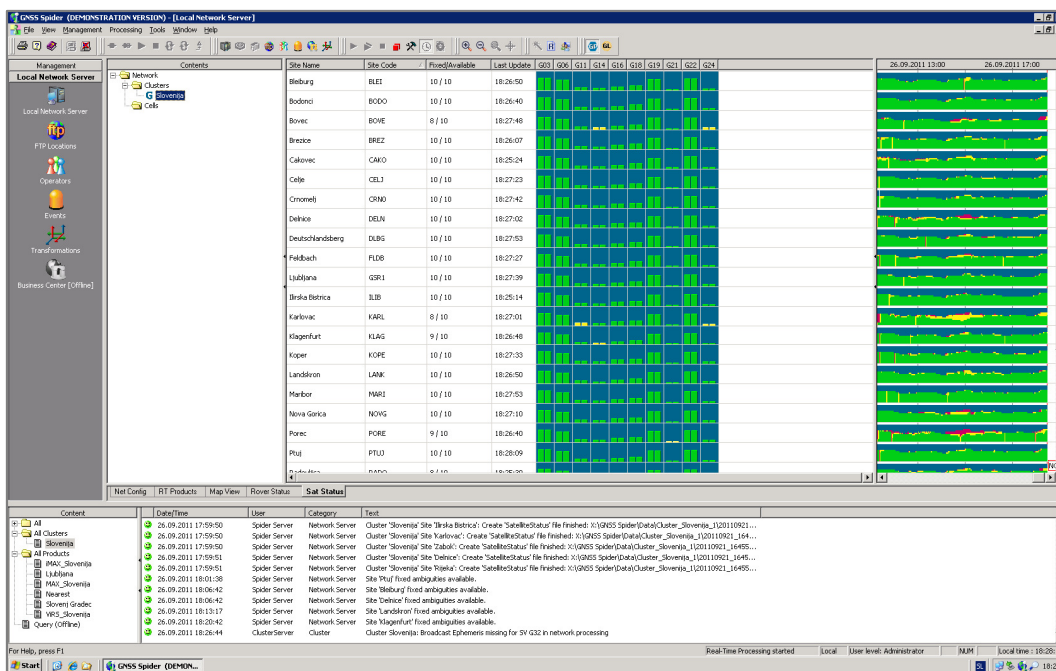 GNSS Spider (DEMONSTRATION VERSION) - [Local Network Server]
File View Management Processing Tools Window Help
Management
Local Network Server
Local Network Server
FTP Locations
Operators
Events
Transformations
Business Center [Offline]
Contents
Network
Clusters
G Slovenija
Cells
Site Name Site Code Fixed/Available Last Update G03 G06 G11 G14 G16 G18 G19 G21 G22 G24 26.09.2011 13:00 26.09.2011 17:00
Bleiburg BLEI 10 / 10 18:26:50
Bodonci BODO 10 / 10 18:26:40
Bovec BOVE 8 / 10 18:27:48
Brezice BREZ 10 / 10 18:26:07
Cakovec CAKO 10 / 10 18:25:24
Celje CELJ 10 / 10 18:27:23
Crnomelj CRNO 10 / 10 18:27:42
Delnice DELN 10 / 10 18:27:02
Deutschlandsberg DLBG 10 / 10 18:27:53
Feldbach FLDB 10 / 10 18:27:27
Ljubljana GSR1 10 / 10 18:27:39
Ilirska Bistrica ILIB 10 / 10 18:25:14
Karlovac KARL 8 / 10 18:27:01
Klagenfurt KLAG 9 / 10 18:26:48
Koper KOPE 10 / 10 18:27:33
Landskron LANK 10 / 10 18:26:50
Maribor MARI 10 / 10 18:27:53
Nova Gorica NOVG 10 / 10 18:27:10
Porec PORE 9 / 10 18:26:40
Ptuj PTUJ 10 / 10 18:28:09
Net Config RT Products Map View Rover Status Sat Status
Content
All
All Clusters
Slovenija
All Products
iMAX_Slovenija
Ljubljana
MAX_Slovenija
Nearest
Slovenj Gradec
VIRS_Slovenija
Query (Offline)
Date/Time User Category Text
26.09.2011 17:59:50 Spider Server Network Server Cluster 'Slovenija' Site 'Ilirska Bistrica': Create 'SatelliteStatus' file finished: X:\GNSS Spider\Data\Cluster_Slovenija_1\20110921...
26.09.2011 17:59:50 Spider Server Network Server Cluster 'Slovenija' Site 'Karlovac': Create 'SatelliteStatus' file finished: X:\GNSS Spider\Data\Cluster_Slovenija_1\20110921_164...
26.09.2011 17:59:50 Spider Server Network Server Cluster 'Slovenija' Site 'Zabok': Create 'SatelliteStatus' file finished: X:\GNSS Spider\Data\Cluster_Slovenija_1\20110921_16455...
26.09.2011 17:59:51 Spider Server Network Server Cluster 'Slovenija' Site 'Delnice': Create 'SatelliteStatus' file finished: X:\GNSS Spider\Data\Cluster_Slovenija_1\20110921_1645...
26.09.2011 17:59:51 Spider Server Network Server Cluster 'Slovenija' Site 'Rijeka': Create 'SatelliteStatus' file finished: X:\GNSS Spider\Data\Cluster_Slovenija_1\20110921_16455...
26.09.2011 18:01:38 Spider Server Network Server Site 'Ptuj' fixed ambiguities available.
26.09.2011 18:06:42 Spider Server Network Server Site 'Bleiburg' fixed ambiguities available.
26.09.2011 18:06:42 Spider Server Network Server Site 'Delnice' fixed ambiguities available.
26.09.2011 18:13:17 Spider Server Network Server Site 'Landskron' fixed ambiguities available.
26.09.2011 18:20:42 Spider Server Network Server Site 'Klagenfurt' fixed ambiguities available.
26.09.2011 18:26:44 ClusterServer Cluster Cluster Slovenija: Broadcast Ephemeris missing for SV G32 in network processing
For Help, press F1 Real-Time Processing started Local User level: Administrator NUM Local time : 18:28:
Start GNSS Spider (DEMON... SL 18:2